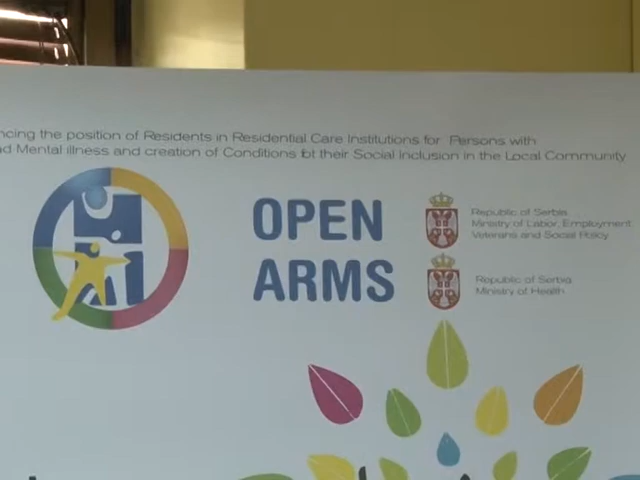 ncing the position of Residents in Residential Care Institutions for Persons with
d Mental illness and creation of Conditions fot their Social Inclusion in the Local Community
OPEN
ARMS
Republic of Serbia
Ministry of Labor, Employment
Veterans and Social Policy
Republic of Serbia
Ministry of Health